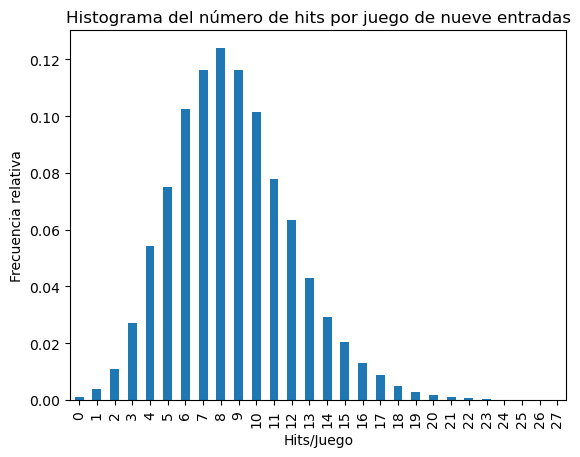 Histograma del número de hits por juego de nueve entradas
Frecuencia relativa
0.12
0.10
0.08
0.06
0.04
0.02
0.00
0 1 2 3 4 5 6 7 8 9 10 11 12 13 14 15 16 17 18 19 20 21 22 23 24 25 26 27
Hits/Juego